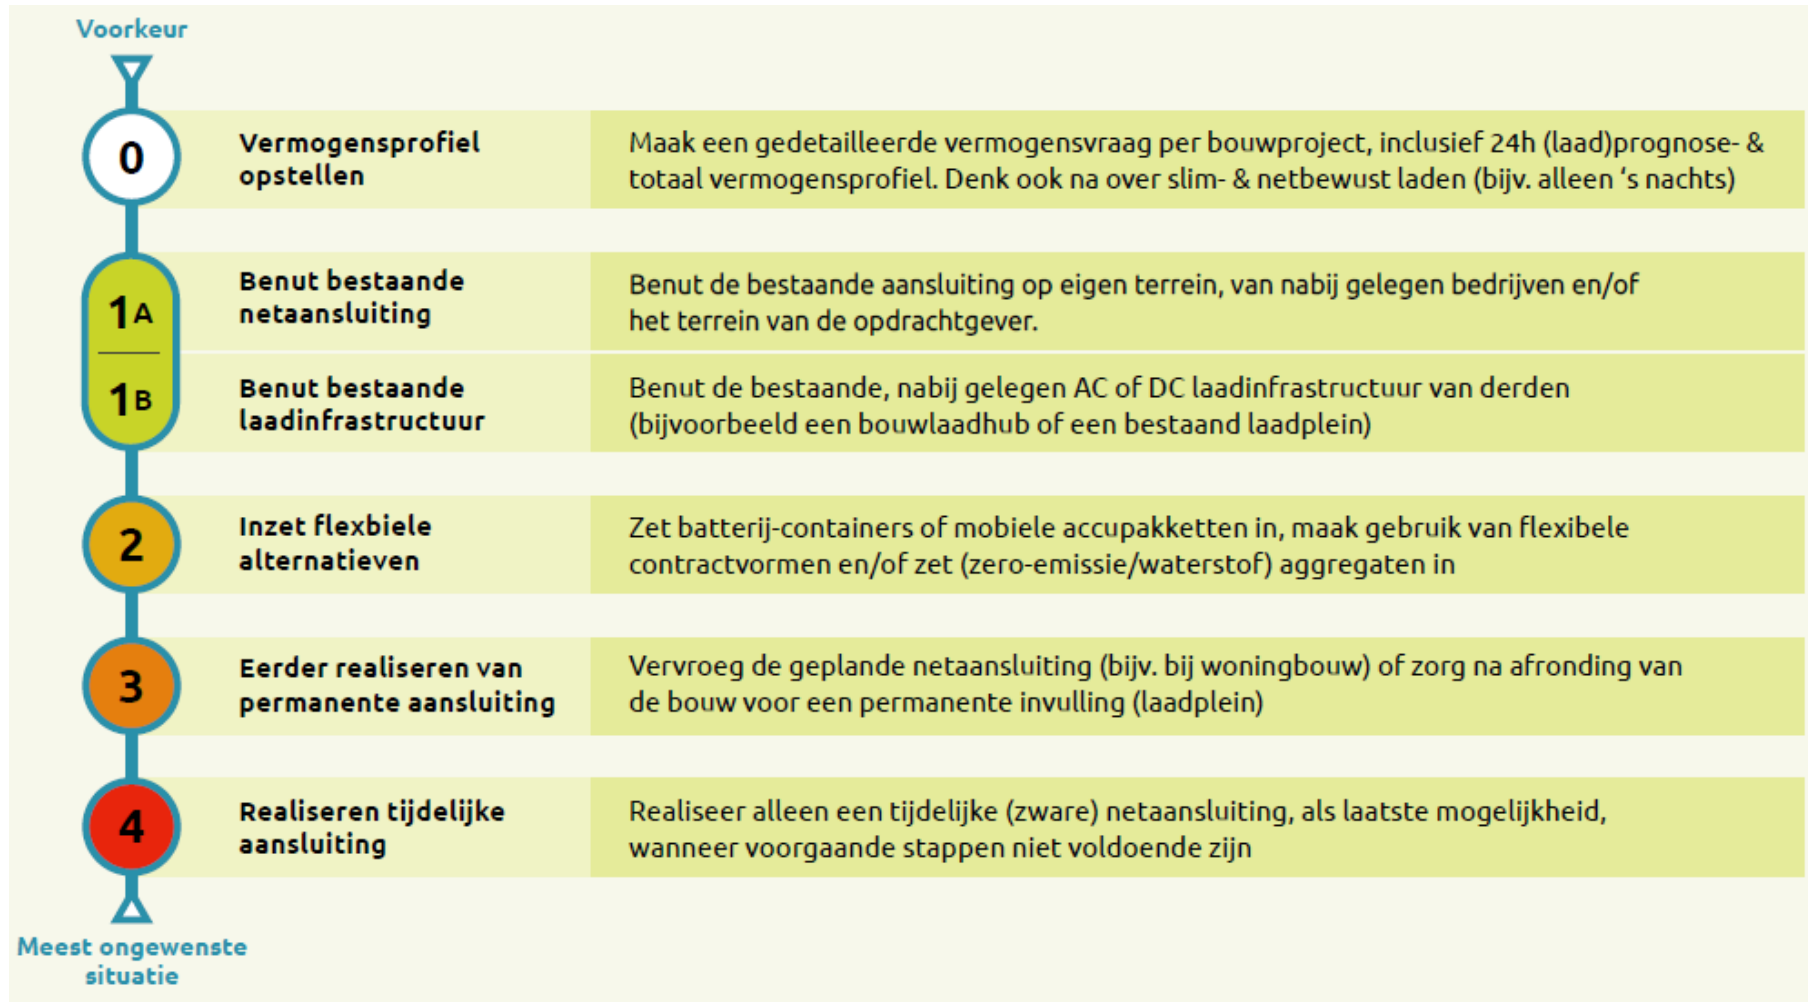 Voorkeur
0
Vermogensprofiel
opstellen
Maak een gedetailleerde vermogensvraag per bouwproject, inclusief 24h (laad)prognose- &
totaal vermogensprofiel. Denk ook na over slim- & netbewust laden (bijv. alleen ‘s nachts)
1A
Benut bestaande
netaansluiting
Benut de bestaande aansluiting op eigen terrein, van nabij gelegen bedrijven en/of
het terrein van de opdrachtgever.
1B
Benut bestaande
laadinfrastructuur
Benut de bestaande, nabij gelegen AC of DC laadinfrastructuur van derden
(bijvoorbeeld een bouwlaadhub of een bestaand laadplein)
2
Inzet flexbiele
alternatieven
Zet batterij-containers of mobiele accupakketten in, maak gebruik van flexibele
contractvormen en/of zet (zero-emissie/waterstof) aggregaten in
3
Eerder realiseren van
permanente aansluiting
Vervroeg de geplande netaansluiting (bijv. bij woningbouw) of zorg na afronding van
de bouw voor een permanente invulling (laadplein)
4
Realiseren tijdelijke
aansluiting
Realiseer alleen een tijdelijke (zware) netaansluiting, als laatste mogelijkheid,
wanneer voorgaande stappen niet voldoende zijn
Meest ongewenste
situatie